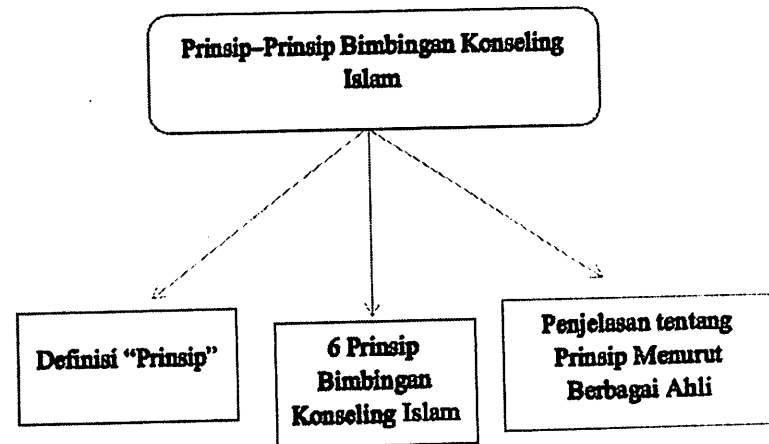 Prinsip–Prinsip Bimbingan Konseling
Islam
Definisi “Prinsip”
6 Prinsip
Bimbingan
Konseling Islam
Penjelasan tentang
Prinsip Menurut
Berbagai Ahli